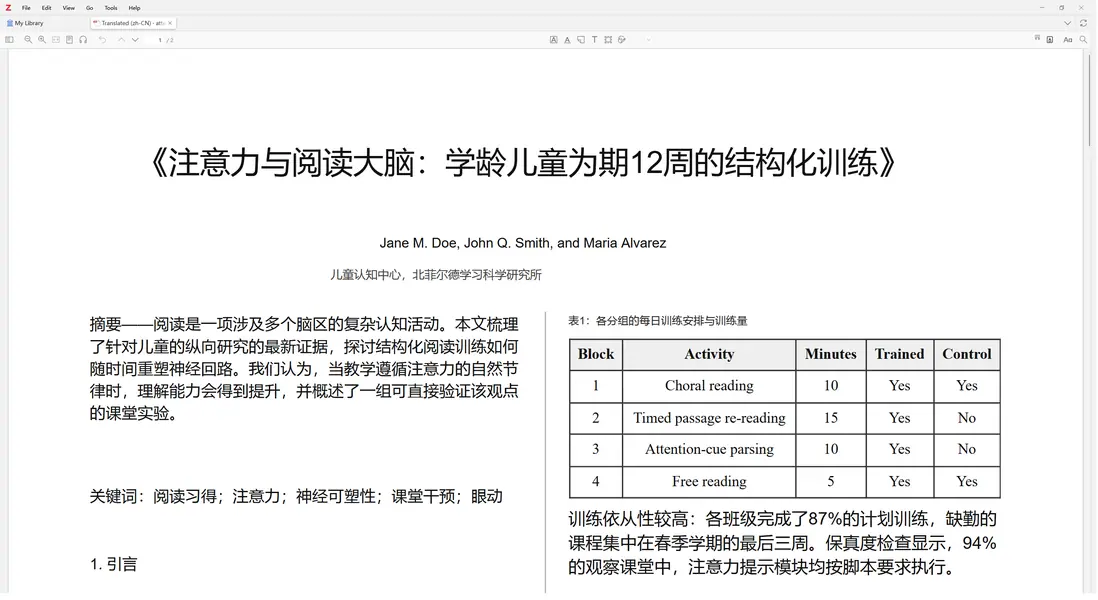 Z File Edit View Go Tools Help
My Library Translated (zh-CN) - atte
1
《注意力与阅读大脑：学龄儿童为期12周的结构化训练》
Jane M. Doe, John Q. Smith, and Maria Alvarez
儿童认知中心，北菲尔德学习科学研究所
摘要——阅读是一项涉及多个脑区的复杂认知活动。本文梳理
了针对儿童的纵向研究的最新证据，探讨结构化阅读训练如何
随时间重塑神经回路。我们认为，当教学遵循注意力的自然节
律时，理解能力会得到提升，并概述了一组可直接验证该观点
的课堂实验。
关键词：阅读习得；注意力；神经可塑性；课堂干预；眼动
1. 引言
表1：各分组的每日训练安排与训练量
Block Activity Minutes Trained Control
1 Choral reading 10 Yes Yes
2 Timed passage re-reading 15 Yes No
3 Attention-cue parsing 10 Yes No
4 Free reading 5 Yes Yes
训练依从性较高：各班级完成了87%的计划训练，缺勤的
课程集中在春季学期的最后三周。保真度检查显示，94%
的观察课堂中，注意力提示模块均按脚本要求执行。